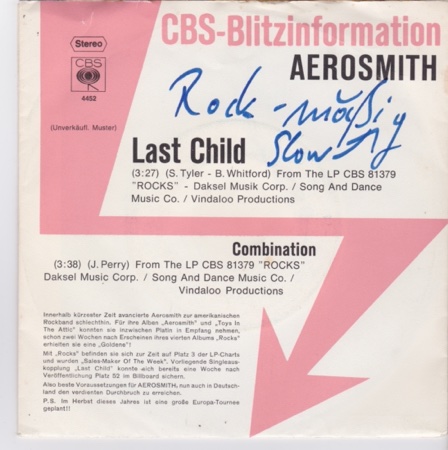 CBS-Blitzinformation
Stereo
AEROSMITH
CBS
4452
Rock-mäßig
(Unverkäufl. Muster)
Last Child
Slow
(3:27) (S. Tyler - B. Whitford) From The LP CBS 81379
"ROCKS" - Daksel Musik Corp. / Song And Dance
Music Co. / Vindaloo Productions
Combination
(3:38) (J. Perry) From The LP CBS 81379 "ROCKS"
Daksel Music Corp. / Song And Dance Music Co. /
Vindaloo Productions
Innerhalb kürzester Zeit avancierte Aerosmith zur amerikanischen
Rockband schlechthin. Für ihre Alben „Aerosmith" und „Toys In
The Attic" konnten sie inzwischen Platin in Empfang nehmen,
schon zwei Wochen nach Erscheinen ihres vierten Albums „Rocks"
erhielten sie eine „Goldene"!
Mit „Rocks" befinden sie sich zur Zeit auf Platz 3 der LP-Charts
und wurden „Sales-Maker Of The Week". Vorliegende Singleaus-
kopplung „Last Child" konnte sich bereits eine Woche nach
Veröffentlichung Platz 52 im Billboard sichern.
Also beste Voraussetzungen für AEROSMITH, nun auch in Deutsch-
land den verdienten Durchbruch zu erreichen.
P.S. Im Herbst dieses Jahres ist eine große Europa-Tournee
geplant!!